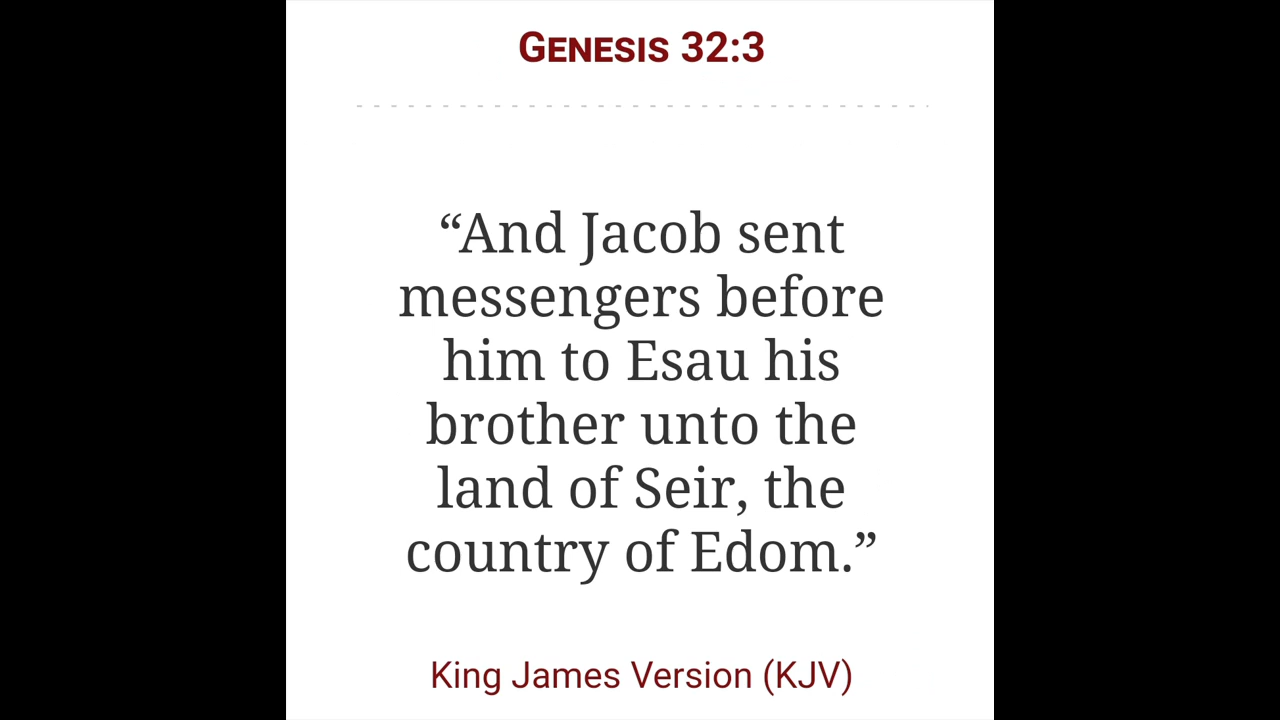 Genesis 32:3
“And Jacob sent
messengers before
him to Esau his
brother unto the
land of Seir, the
country of Edom.”
King James Version (KJV)